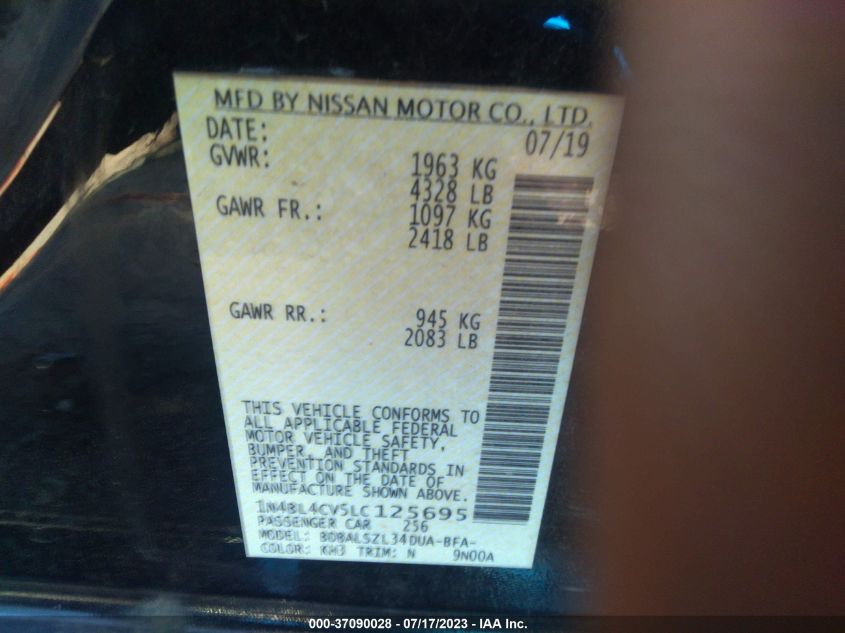 MFD BY NISSAN MOTOR CO., LTD.
DATE: 07/19
GVWR: 1963 KG
4328 LB
GAWR FR.: 1097 KG
2418 LB
GAWR RR.: 945 KG
2083 LB
THIS VEHICLE CONFORMS TO
ALL APPLICABLE FEDERAL
MOTOR VEHICLE SAFETY,
BUMPER, AND THEFT
PREVENTION STANDARDS IN
EFFECT ON THE DATE OF
MANUFACTURE SHOWN ABOVE.
1N4BL4CV5LC125695
PASSENGER CAR 256
MODEL: BDBALSZL34DUA-BFA-
COLOR: KH3 TRIM: N 9N00A
000-37090028 - 07/17/2023 - IAA Inc.